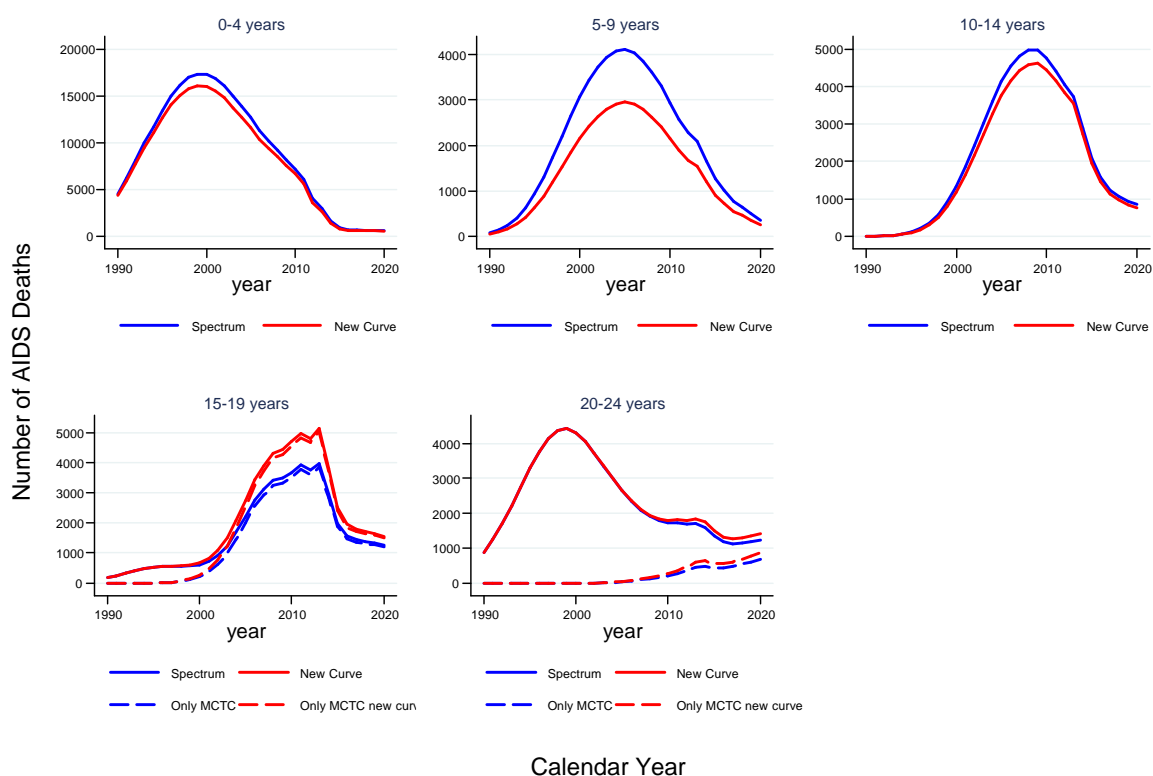 0-4 years
5-9 years
10-14 years
20000
15000
10000
5000
0
1990 2000 2010 2020
year
Spectrum New Curve
4000
3000
2000
1000
0
1990 2000 2010 2020
year
Spectrum New Curve
5000
4000
3000
2000
1000
0
1990 2000 2010 2020
year
Spectrum New Curve
Number of AIDS Deaths
15-19 years
20-24 years
5000
4000
3000
2000
1000
0
1990 2000 2010 2020
year
Spectrum New Curve
Only MCTC Only MCTC new curv
4000
3000
2000
1000
0
1990 2000 2010 2020
year
Spectrum New Curve
Only MCTC Only MCTC new curve
Calendar Year